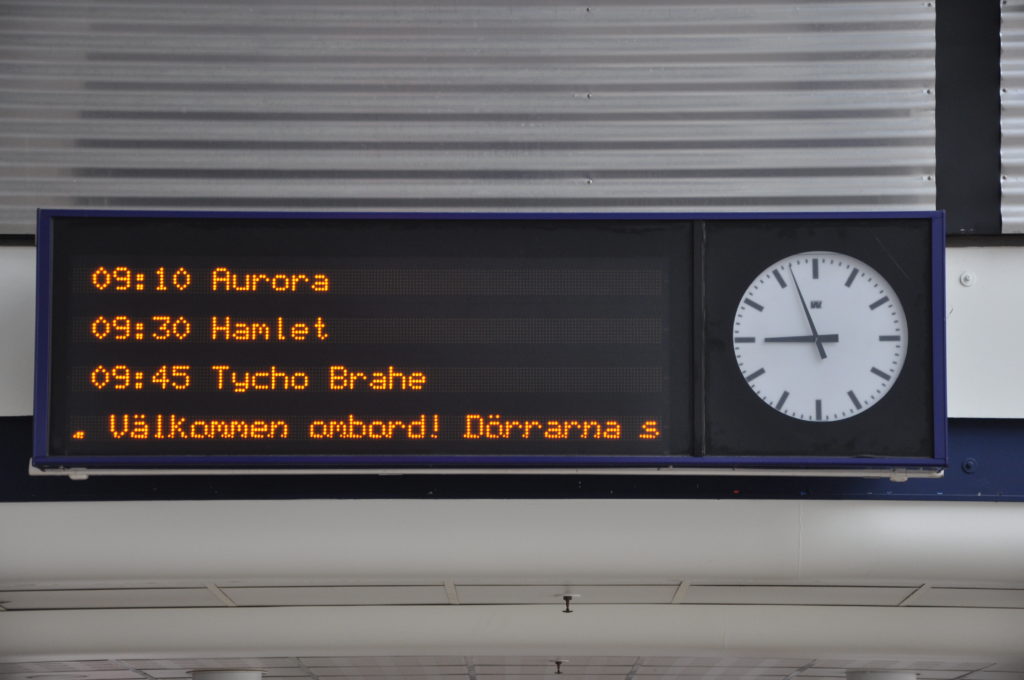 09:10 Aurora
09:30 Hamlet
09:45 Tycho Brahe
. Välkommen ombord! Dörrarna s